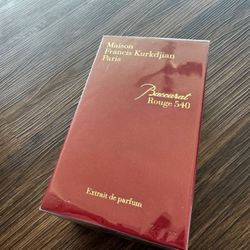 Maison
Francis Kurkdjian
Paris
Baccarat
Rouge 540
Extrait de parfum